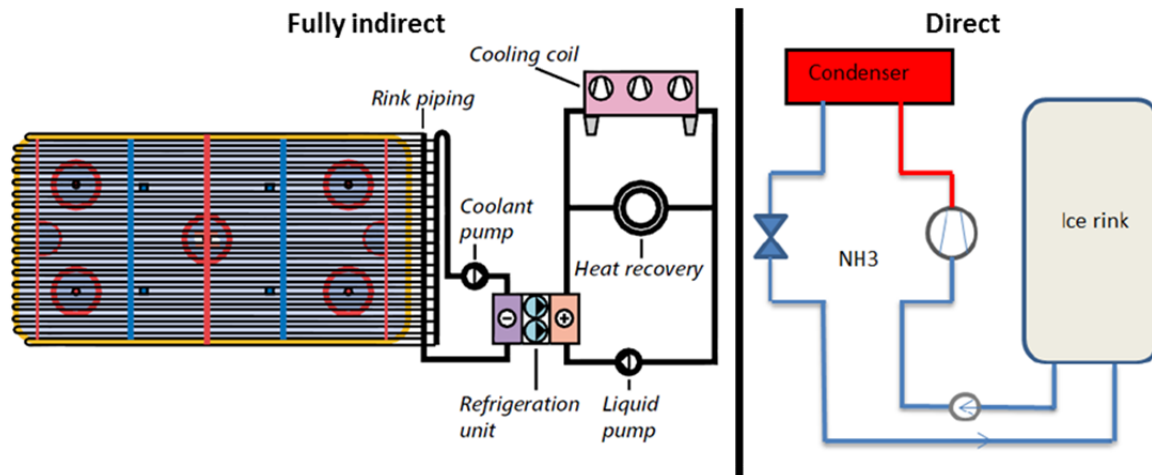 Fully indirect
Direct
Cooling coil
Rink piping
Condenser
Coolant
pump
Ice rink
Heat recovery
NH3
Refrigeration
unit
Liquid
pump